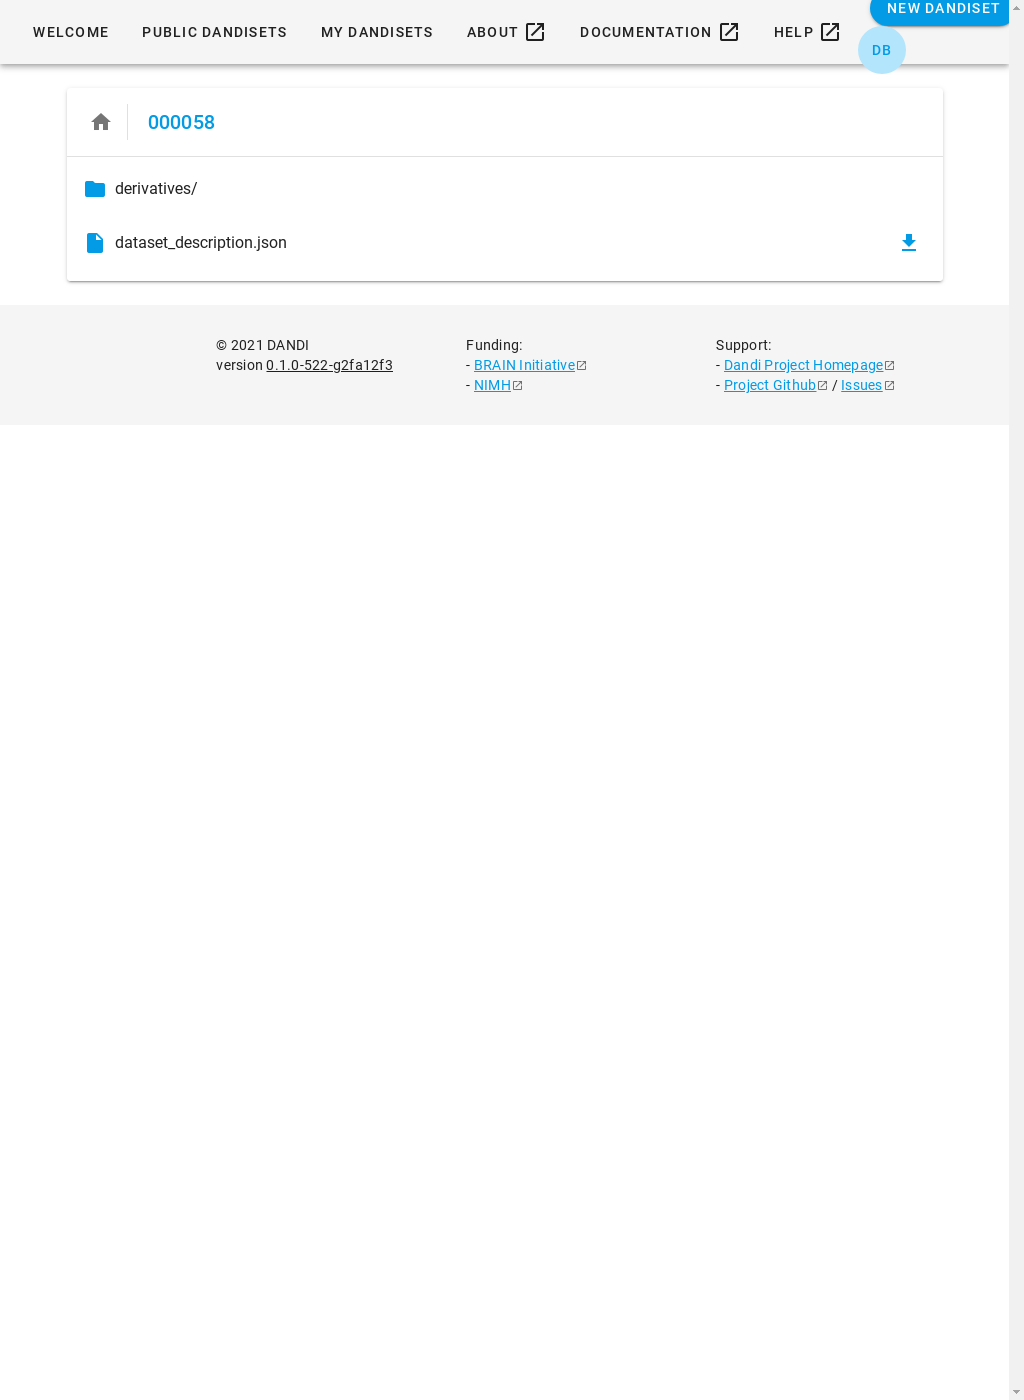 NEW DANDISET
WELCOME PUBLIC DANDISETS MY DANDISETS ABOUT DOCUMENTATION HELP
DB
000058
derivatives/
dataset_description.json
© 2021 DANDI
version 0.1.0-522-g2fa12f3
Funding:
- BRAIN Initiative
- NIMH
Support:
- Dandi Project Homepage
- Project Github / Issues